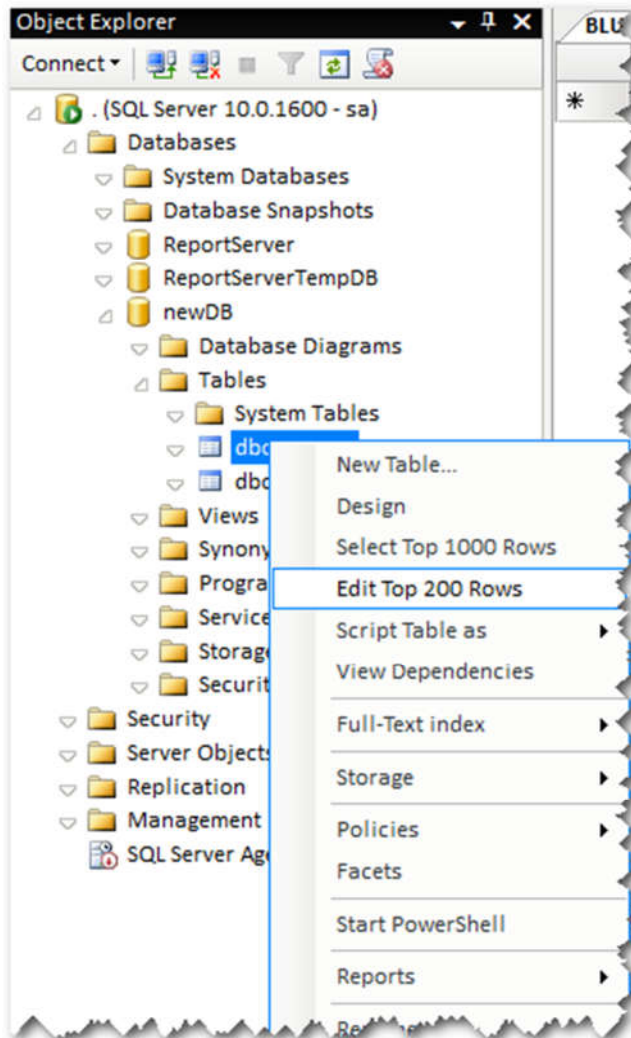 Object Explorer
BLU
Connect
. (SQL Server 10.0.1600 - sa)
Databases
System Databases
Database Snapshots
ReportServer
ReportServerTempDB
newDB
Database Diagrams
Tables
System Tables
dbo
dbo
Views
Synony
Progra
Service
Storage
Securit
Security
Server Objects
Replication
Management
SQL Server Age
New Table...
Design
Select Top 1000 Rows
Edit Top 200 Rows
Script Table as
View Dependencies
Full-Text index
Storage
Policies
Facets
Start PowerShell
Reports